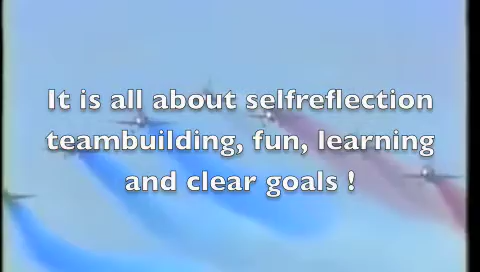 It is all about selfreflection
teambuilding, fun, learning
and clear goals !